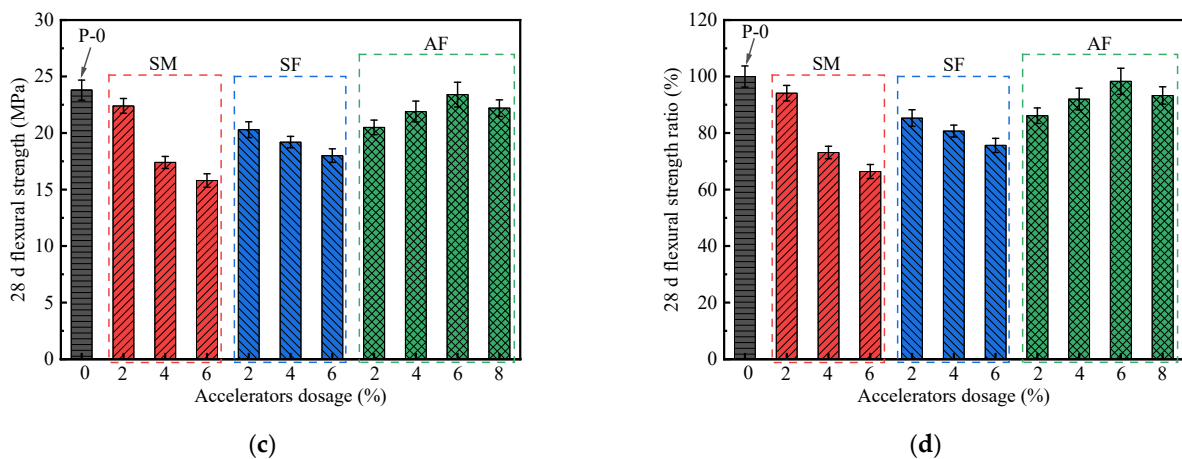 30
25
20
15
10
5
0
28 d flexural strength (MPa)
P-0
SM
SF
AF
0 2 4 6 2 4 6 2 4 6 8
Accelerators dosage (%)
(c)
120
100
80
60
40
20
0
28 d flexural strength ratio (%)
P-0
SM
SF
AF
0 2 4 6 2 4 6 2 4 6 8
Accelerators dosage (%)
(d)